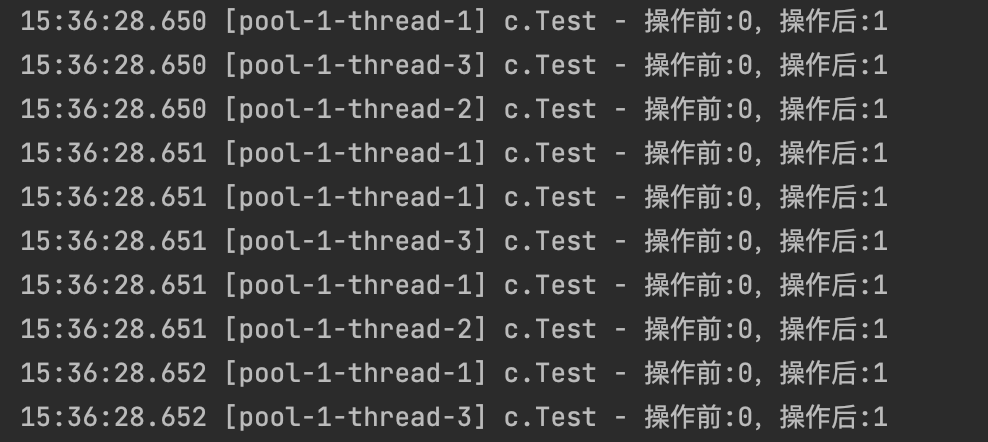 15:36:28.650 [pool-1-thread-1] c.Test - 操作前:0, 操作后:1
15:36:28.650 [pool-1-thread-3] c.Test - 操作前:0, 操作后:1
15:36:28.650 [pool-1-thread-2] c.Test - 操作前:0, 操作后:1
15:36:28.651 [pool-1-thread-1] c.Test - 操作前:0, 操作后:1
15:36:28.651 [pool-1-thread-1] c.Test - 操作前:0, 操作后:1
15:36:28.651 [pool-1-thread-3] c.Test - 操作前:0, 操作后:1
15:36:28.651 [pool-1-thread-1] c.Test - 操作前:0, 操作后:1
15:36:28.651 [pool-1-thread-2] c.Test - 操作前:0, 操作后:1
15:36:28.652 [pool-1-thread-1] c.Test - 操作前:0, 操作后:1
15:36:28.652 [pool-1-thread-3] c.Test - 操作前:0, 操作后:1